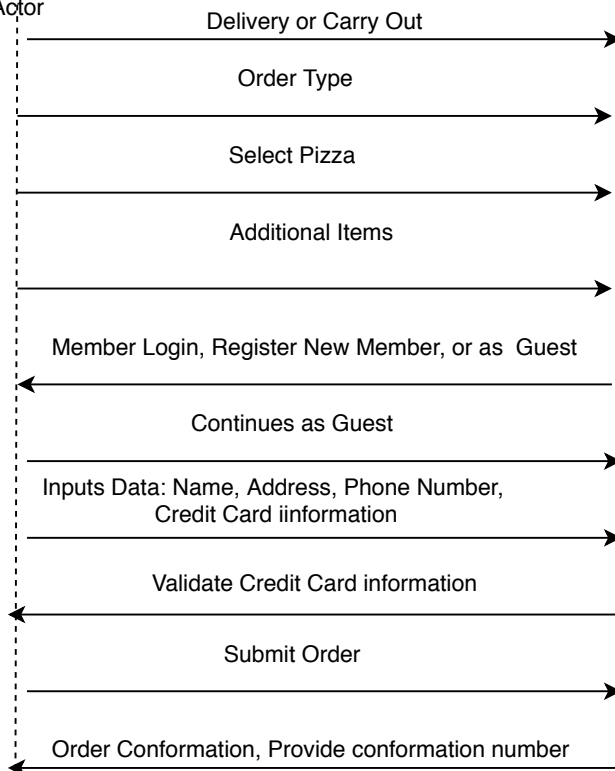 Actor
Delivery or Carry Out
Order Type
Select Pizza
Additional Items
Member Login, Register New Member, or as  Guest
Continues as Guest
Inputs Data: Name, Address, Phone Number,
Credit Card iinformation
Validate Credit Card information
Submit Order
Order Conformation, Provide conformation number